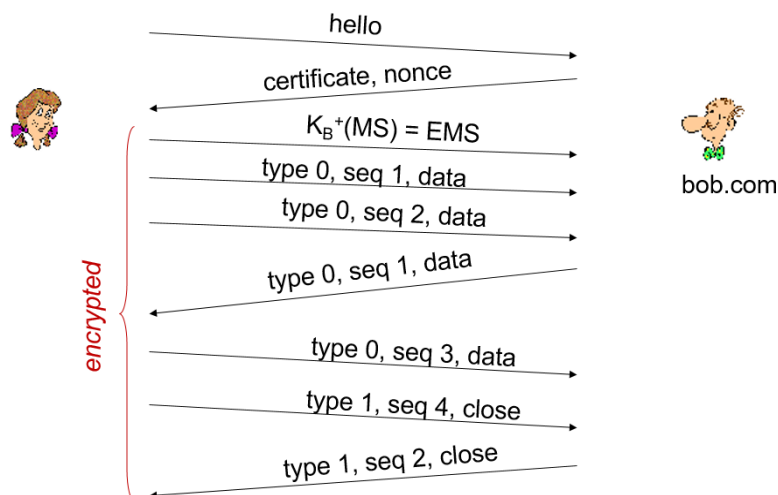 hello
certificate, nonce
K_B⁺(MS) = EMS
type 0, seq 1, data
bob.com
type 0, seq 2, data
encrypted
type 0, seq 1, data
type 0, seq 3, data
type 1, seq 4, close
type 1, seq 2, close